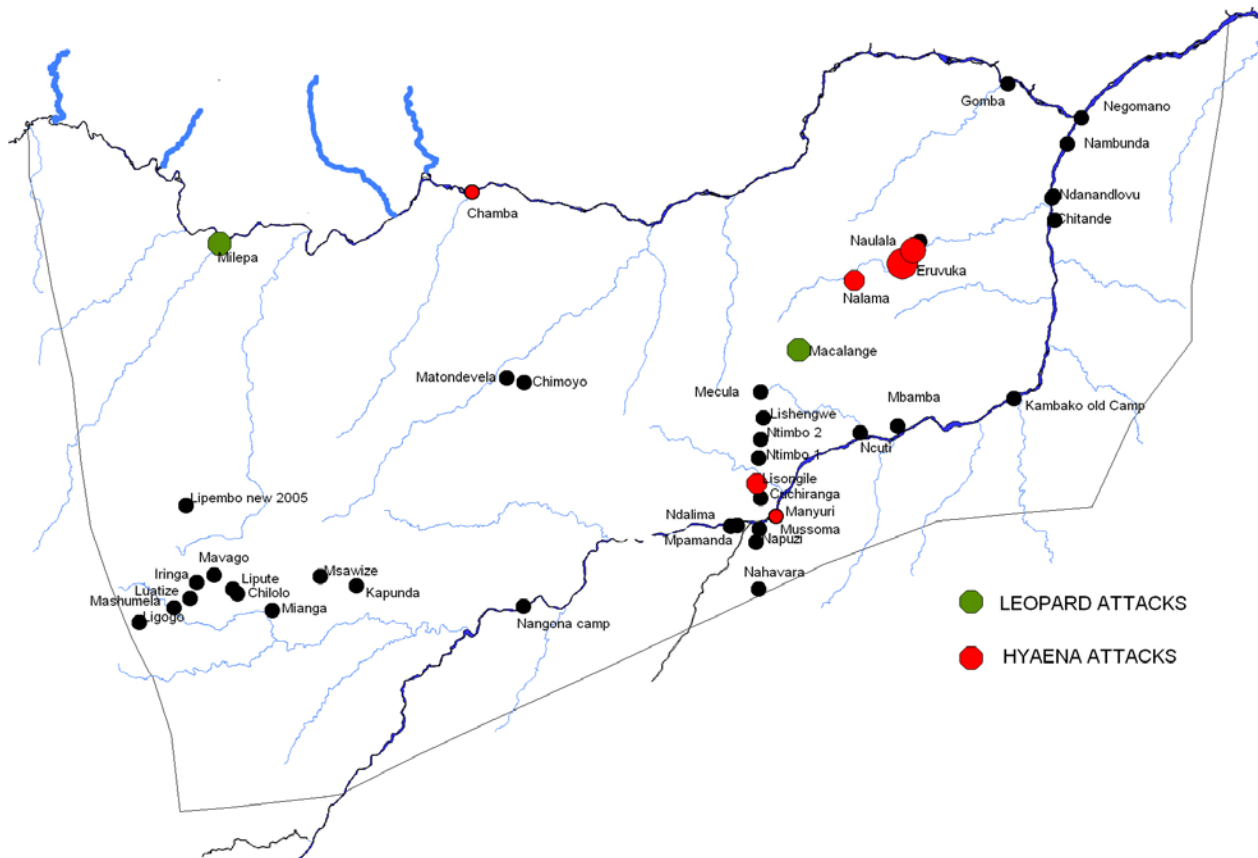 Gomba
Negomano
Nambunda
Ndanandlovu
Chamba
Chitande
Naulala
Milepa
Eruvuka
Nalama
Macalange
Matondevela
Chimoyo
Mecula
Mbamba
Kambako old Camp
Lishengwe
Ntimbo 2
Ncuti
Ntimbo 1
Lisongile
Lipembo new 2005
Cuchiranga
Ndalima
Manyuri
Mussoma
Mpamanda
Napuzi
Mavago
Iringa
Msawize
Lipute
Nahavara
Luatize
Chilolo
Kapunda
Mashumela
Mianga
Ligogo
Nangona camp
LEOPARD ATTACKS
HYAENA ATTACKS